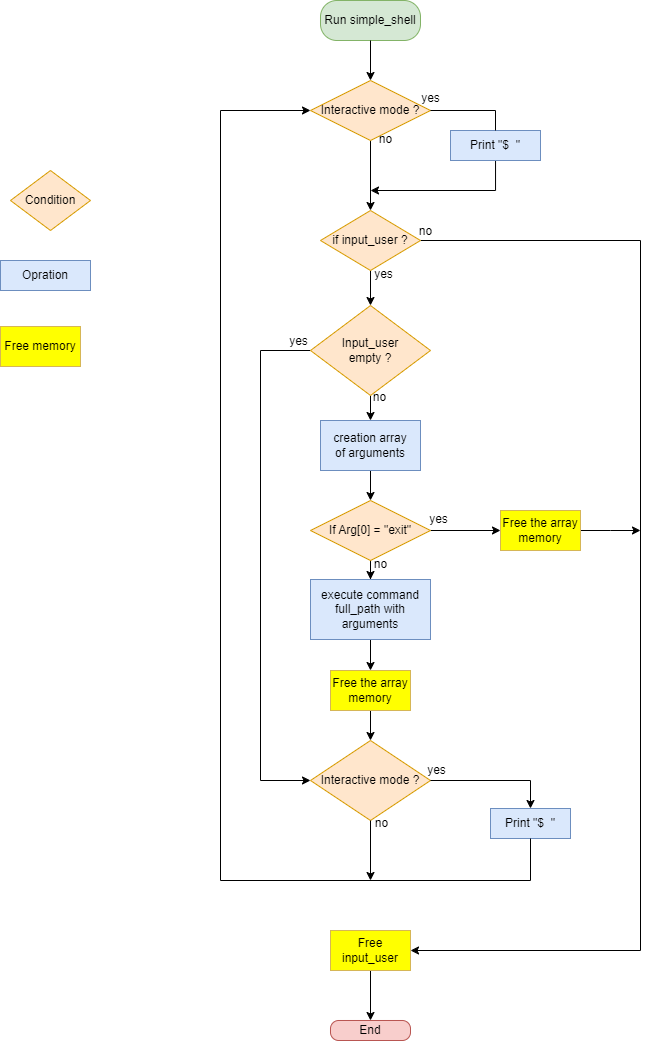 Run simple_shell
Interactive mode ?
yes
no
Print "$  "
Condition
if input_user ?
no
yes
Opration
Free memory
yes
Input_user
empty ?
no
creation array
of arguments
If Arg[0] = "exit"
yes
Free the array
memory
no
execute command
full_path with
arguments
Free the array
memory
Interactive mode ?
yes
no
Print "$  "
Free
input_user
End